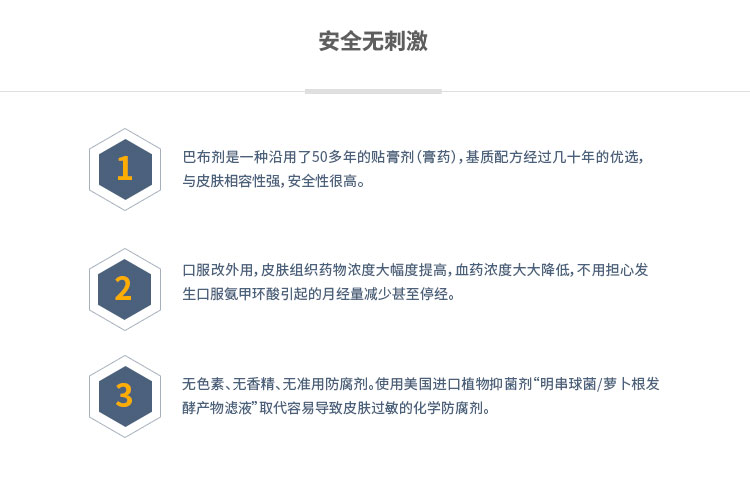 安全无刺激
1
巴布剂是一种沿用了50多年的贴膏剂（膏药），基质配方经过几十年的优选，
与皮肤相容性强，安全性很高。
2
口服改外用，皮肤组织药物浓度大幅度提高，血药浓度大大降低，不用担心发
生口服氨甲环酸引起的月经量减少甚至停经。
3
无色素、无香精、无准用防腐剂。使用美国进口植物抑菌剂“明串球菌/萝卜根发
酵产物滤液”取代容易导致皮肤过敏的化学防腐剂。